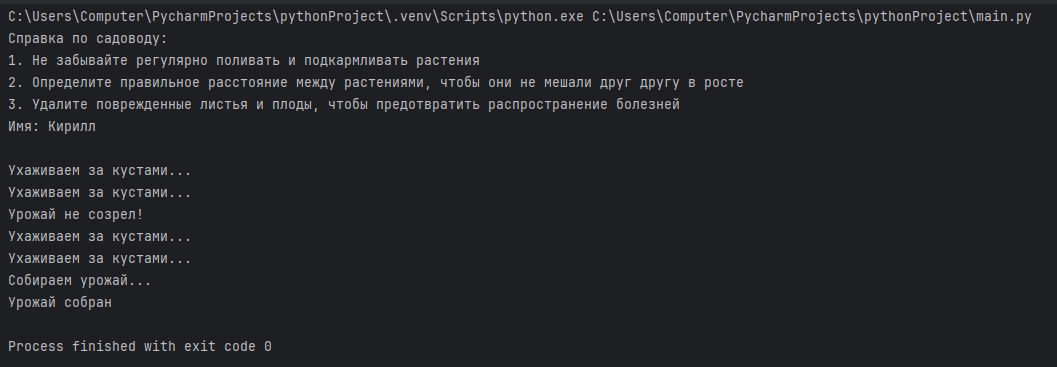 C:\Users\Computer\PycharmProjects\pythonProject\.venv\Scripts\python.exe C:\Users\Computer\PycharmProjects\pythonProject\main.py
Справка по садоводу:
1. Не забывайте регулярно поливать и подкармливать растения
2. Определите правильное расстояние между растениями, чтобы они не мешали друг другу в росте
3. Удалите поврежденные листья и плоды, чтобы предотвратить распространение болезней
Имя: Кирилл
Ухаживаем за кустами...
Ухаживаем за кустами...
Урожай не созрел!
Ухаживаем за кустами...
Ухаживаем за кустами...
Собираем урожай...
Урожай собран
Process finished with exit code 0